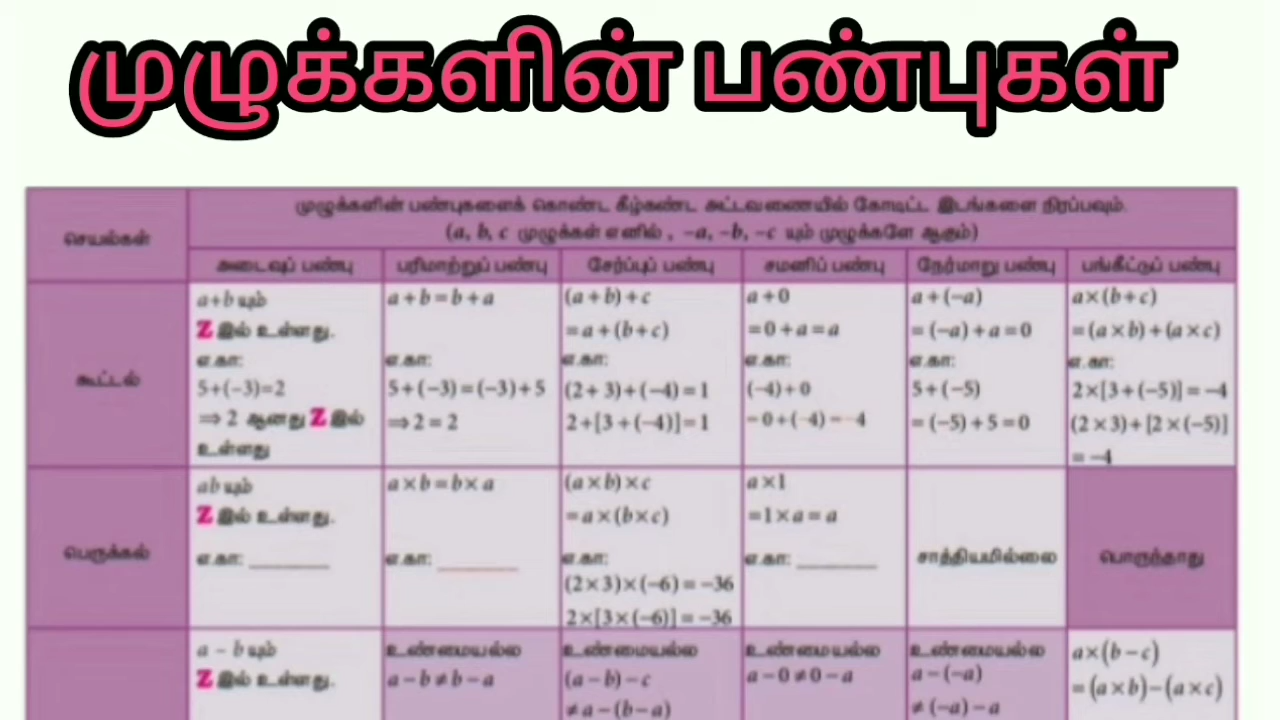 முழுக்களின் பண்புகள்
முழுக்களின் பண்புகளைக் கொண்ட கீழ்கண்ட அட்டவணையில் கோடிட்ட இடங்களை நிரப்பவும்.
(a, b, c முழுக்கள் எனில் , −a, −b, −c யும் முழுக்களே ஆகும்)
செயல்கள்
அடைவுப் பண்பு
பரிமாற்றுப் பண்பு
சேர்ப்புப் பண்பு
சமனிப் பண்பு
நேர்மாறு பண்பு
பங்கீட்டுப் பண்பு
கூட்டல்
a+b யும்
Z இல் உள்ளது.
எ.கா:
5+(−3)=2
⇒ 2 ஆனது Z இல்
உள்ளது
a+b=b+a
எ.கா:
5+(−3)=(−3)+5
⇒2=2
(a+b)+c
=a+(b+c)
எ.கா:
(2+3)+(−4)=1
2+[3+(−4)]=1
a+0
=0+a=a
எ.கா:
(−4)+0
=0+(−4)=−4
a+(−a)
=(−a)+a=0
எ.கா:
5+(−5)
=(−5)+5=0
a×(b+c)
=(a×b)+(a×c)
எ.கா:
2×[3+(−5)]=−4
(2×3)+[2×(−5)]
=−4
பெருக்கல்
ab யும்
Z இல் உள்ளது.
எ.கா: ________
a×b=b×a
எ.கா: ________
(a×b)×c
=a×(b×c)
எ.கா:
(2×3)×(−6)=−36
2×[3×(−6)]=−36
a×1
=1×a=a
எ.கா: ________
சாத்தியமில்லை
பொருந்தாது
a − b யும்
Z இல் உள்ளது.
உண்மையல்ல
a−b≠b−a
உண்மையல்ல
(a−b)−c
≠a−(b−a)
உண்மையல்ல
a−0≠0−a
உண்மையல்ல
a−(−a)
≠(−a)−a
a×(b−c)
=(a×b)−(a×c)